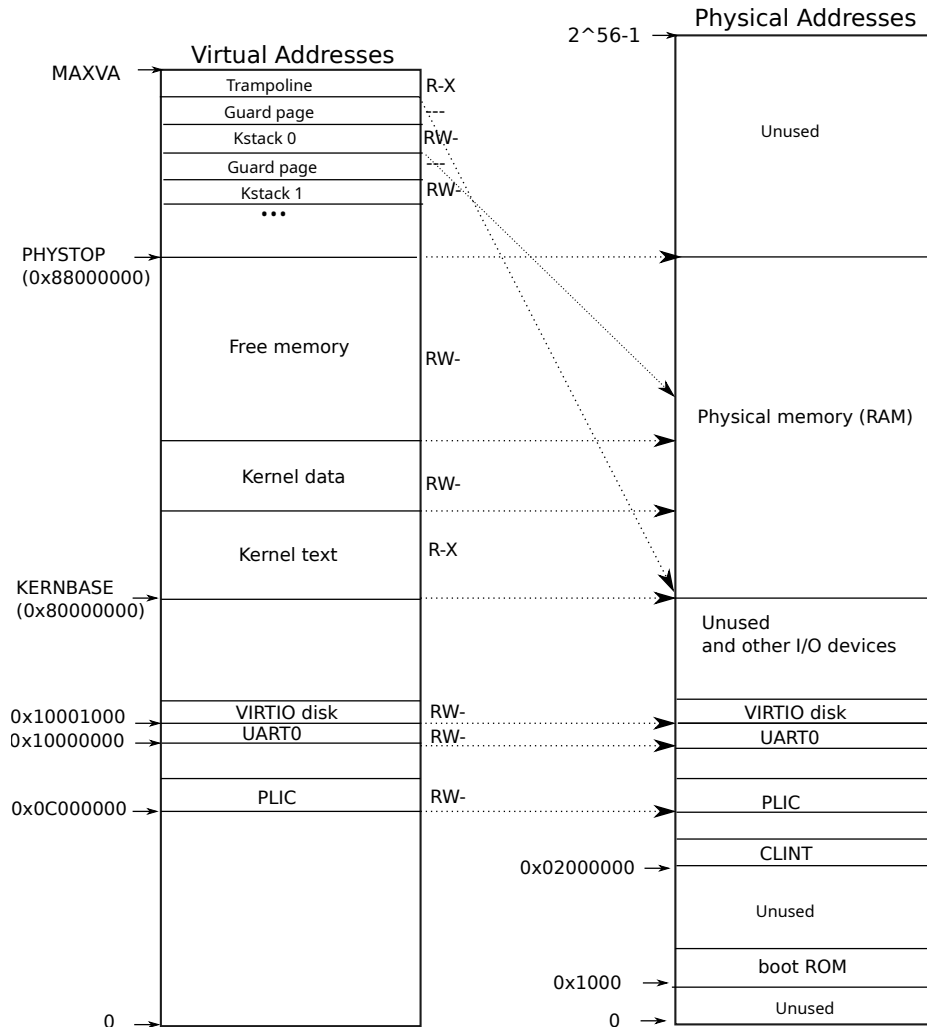 Physical Addresses
2^56-1
Virtual Addresses
MAXVA
Trampoline
R-X
Guard page
---
Unused
Kstack 0
RW-
Guard page
---
Kstack 1
RW-
...
PHYSTOP
(0x88000000)
Free memory
RW-
Physical memory (RAM)
Kernel data
RW-
Kernel text
R-X
KERNBASE
(0x80000000)
Unused
and other I/O devices
0x10001000
VIRTIO disk
RW-
VIRTIO disk
0x10000000
UART0
RW-
UART0
0x0C000000
PLIC
RW-
PLIC
CLINT
0x02000000
Unused
boot ROM
0x1000
Unused
0
0